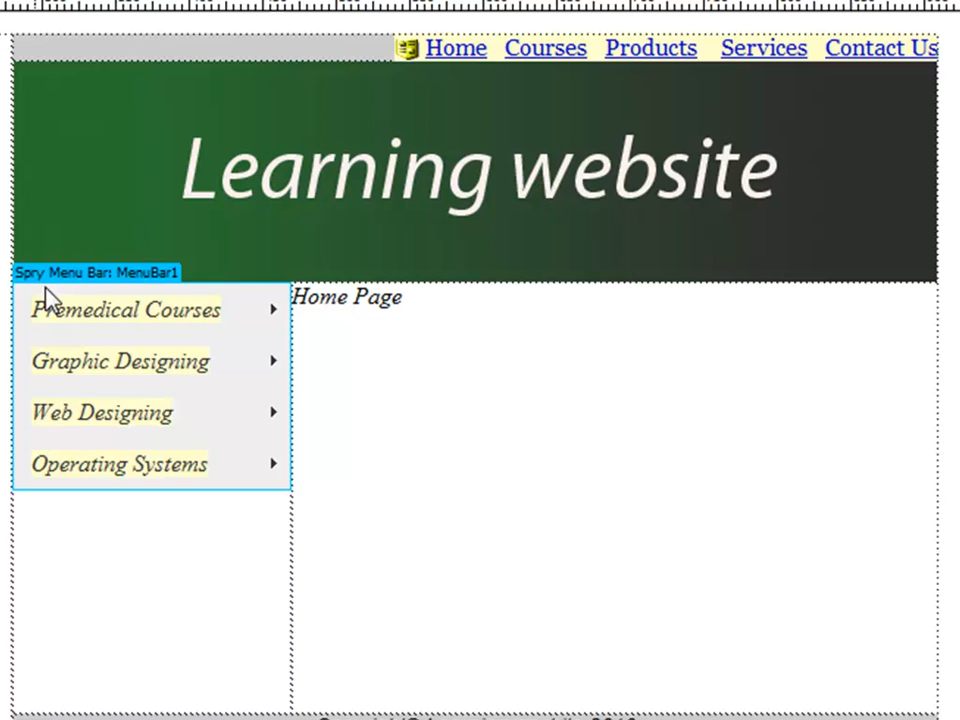 Home Courses Products Services Contact Us
Learning website
Spry Menu Bar: MenuBar1
Premedical Courses
Home Page
Graphic Designing
Web Designing
Operating Systems